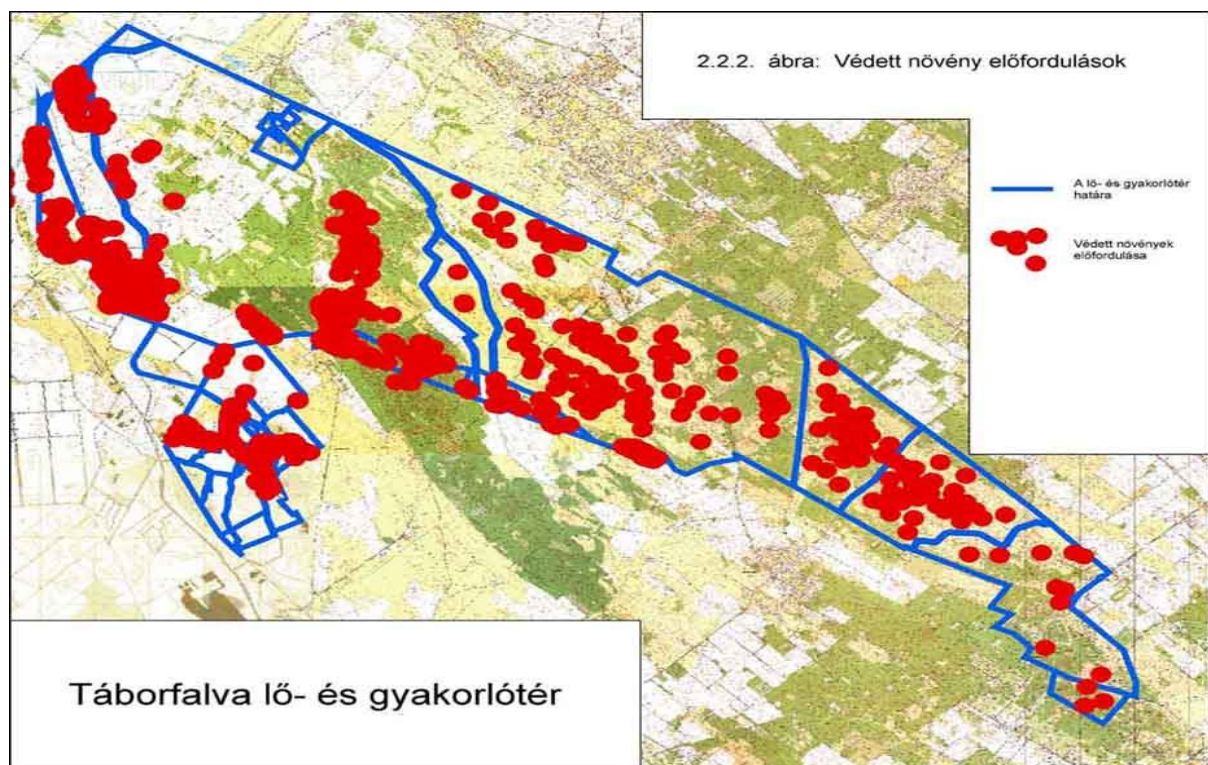 2.2.2. ábra: Védett növény előfordulások
A lő- és gyakorlótér
határa
Védett növények
előfordulása
Táborfalva lő- és gyakorlótér